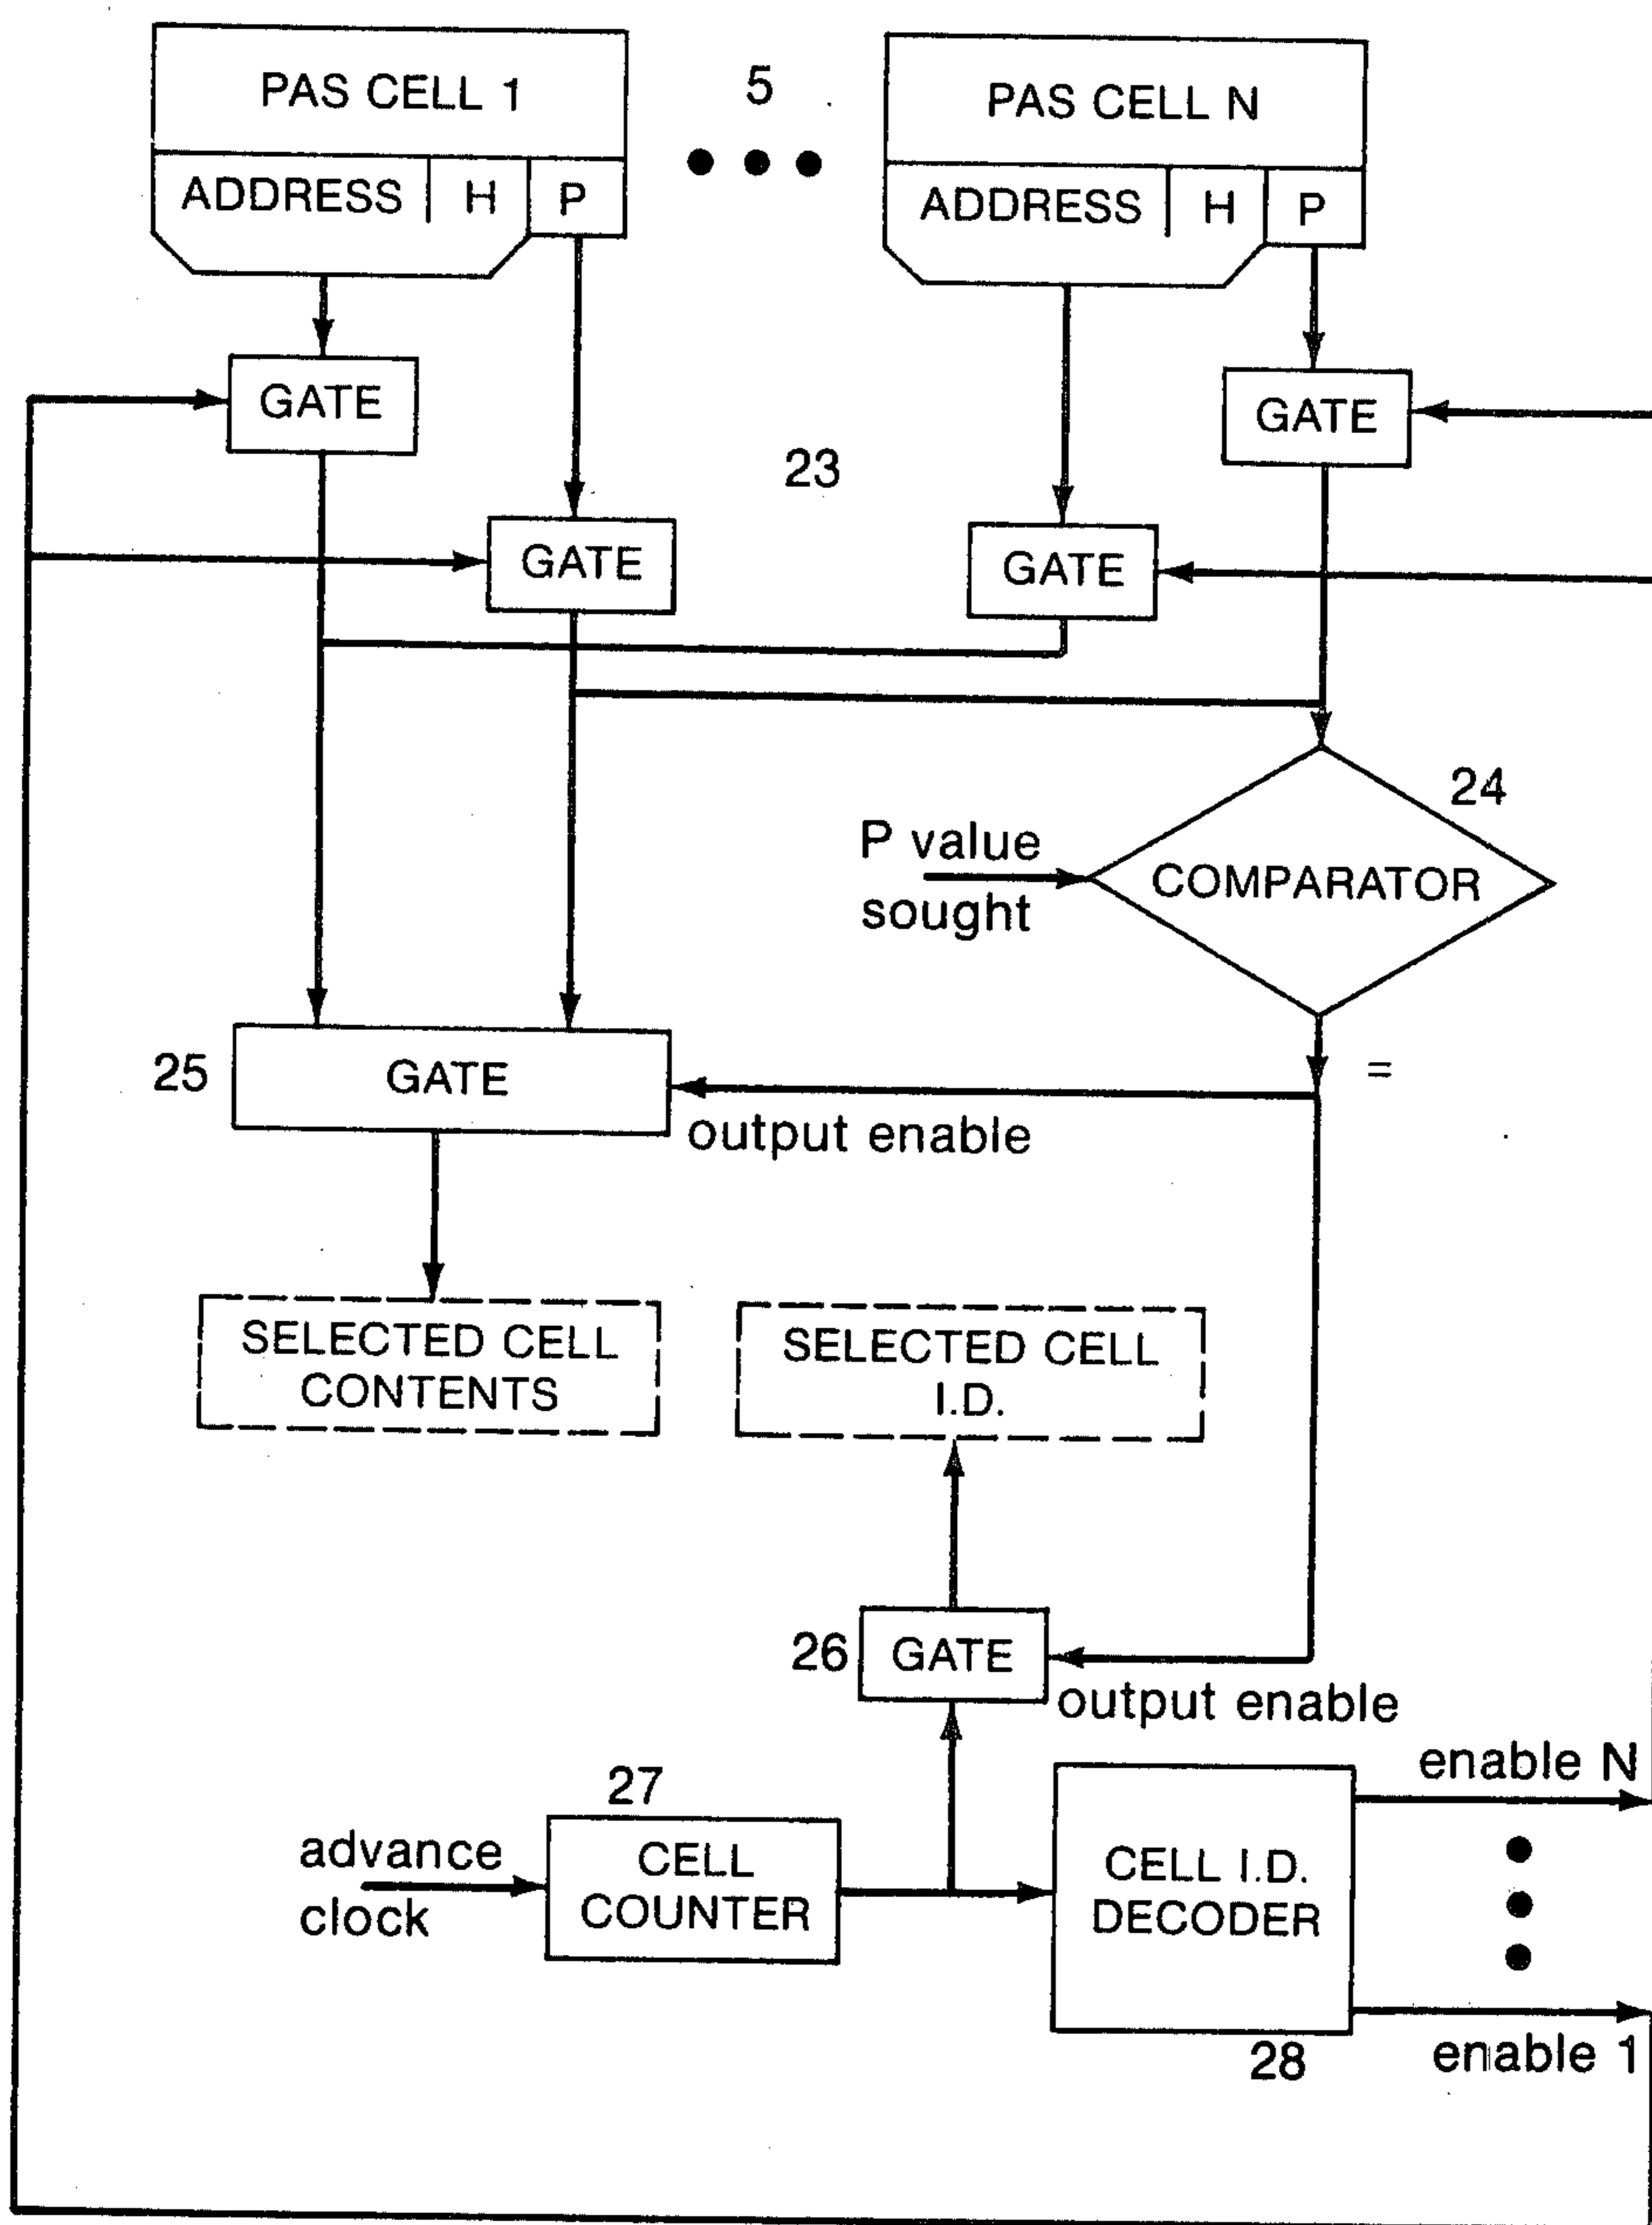 PAS CELL 1
5
PAS CELL N
ADDRESS H P
ADDRESS H P
GATE
GATE
23
GATE
GATE
24
P value
sought
COMPARATOR
=
25
GATE
output enable
SELECTED CELL
CONTENTS
SELECTED CELL
I.D.
26
GATE
output enable
27
advance
clock
CELL
COUNTER
CELL I.D.
DECODER
28
enable N
enable 1